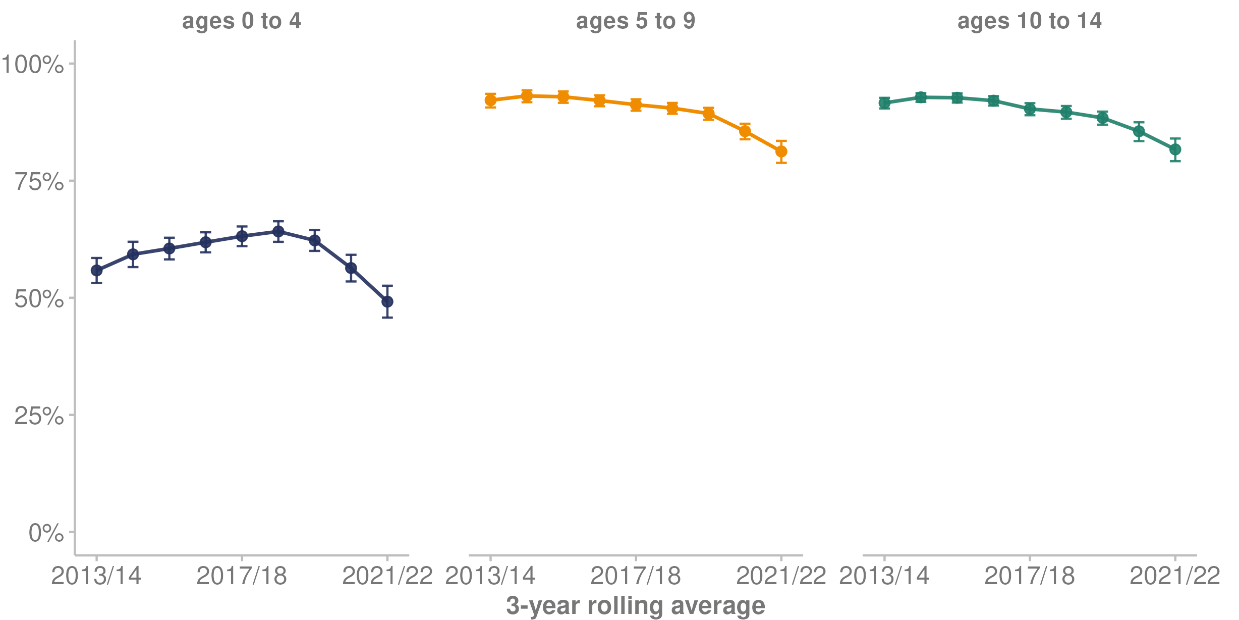 ages 0 to 4 ages 5 to 9 ages 10 to 14
100%
75%
50%
25%
0%
2013/14 2017/18 2021/22 2013/14 2017/18 2021/22 2013/14 2017/18 2021/22
3-year rolling average